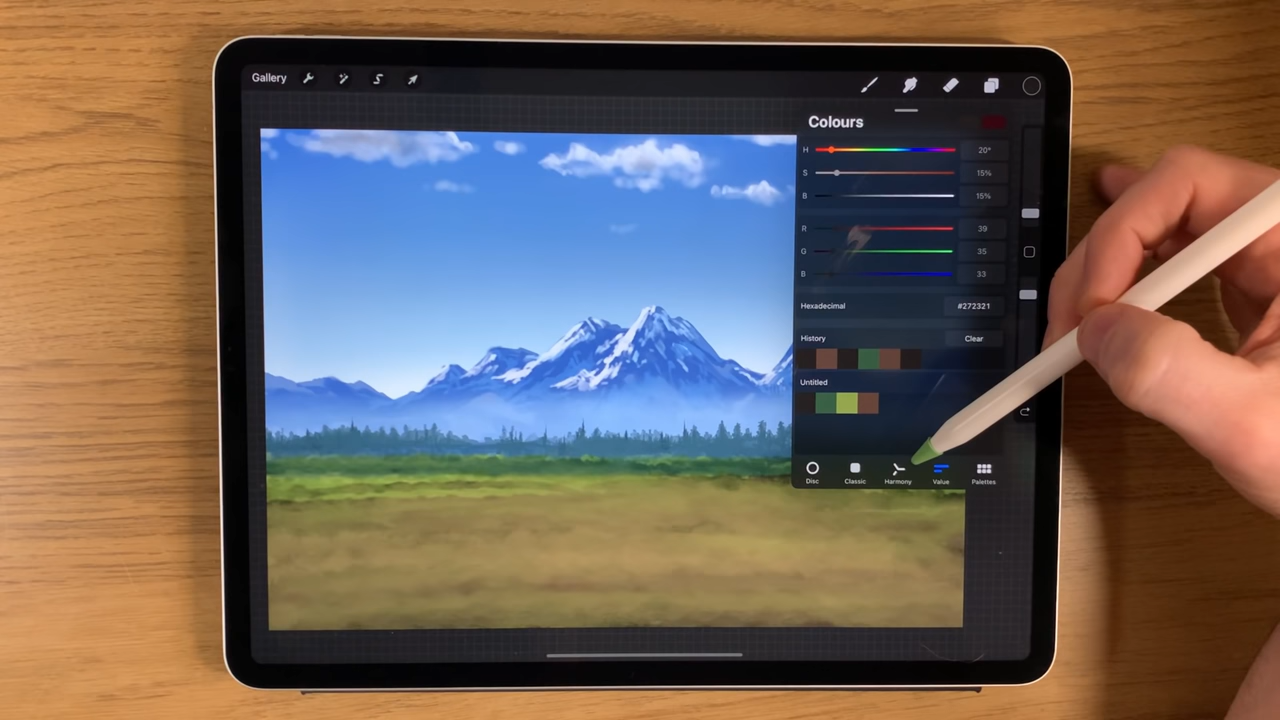 Gallery
Colours
H 20°
S 15%
B 15%
R 39
G 35
B 33
Hexadecimal #272321
History Clear
Untitled
Disc Classic Harmony Value Palettes